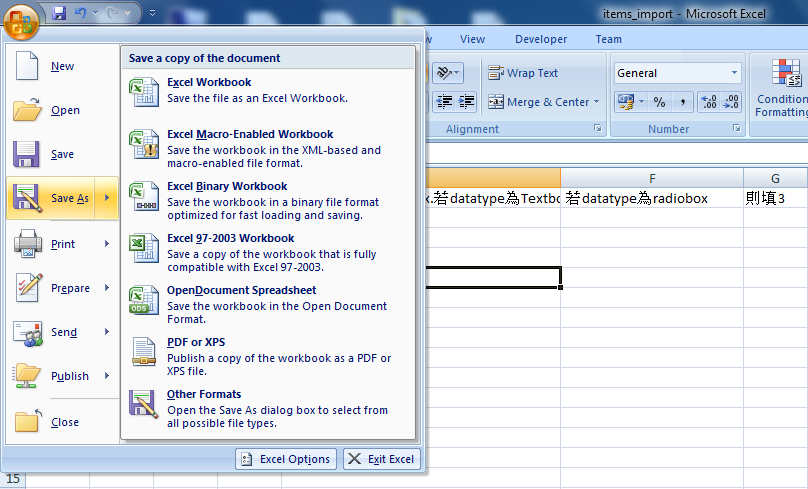 items_import - Microsoft Excel
View Developer Team
New
Open
Save
Save As
Print
Prepare
Send
Publish
Close
Save a copy of the document
Excel Workbook
Save the file as an Excel Workbook.
Excel Macro-Enabled Workbook
Save the workbook in the XML-based and
macro-enabled file format.
Excel Binary Workbook
Save the workbook in a binary file format
optimized for fast loading and saving.
Excel 97-2003 Workbook
Save a copy of the workbook that is fully
compatible with Excel 97-2003.
OpenDocument Spreadsheet
Save the workbook in the Open Document
Format.
PDF or XPS
Publish a copy of the workbook as a PDF or
XPS file.
Other Formats
Open the Save As dialog box to select from
all possible file types.
Excel Options
Exit Excel
Wrap Text
Merge & Center
Alignment
General
% ,
.00
.00
.0
Number
Condition
Formatting
F G
x.若datatype為Textbo 若datatype為radiobox 則填3
15